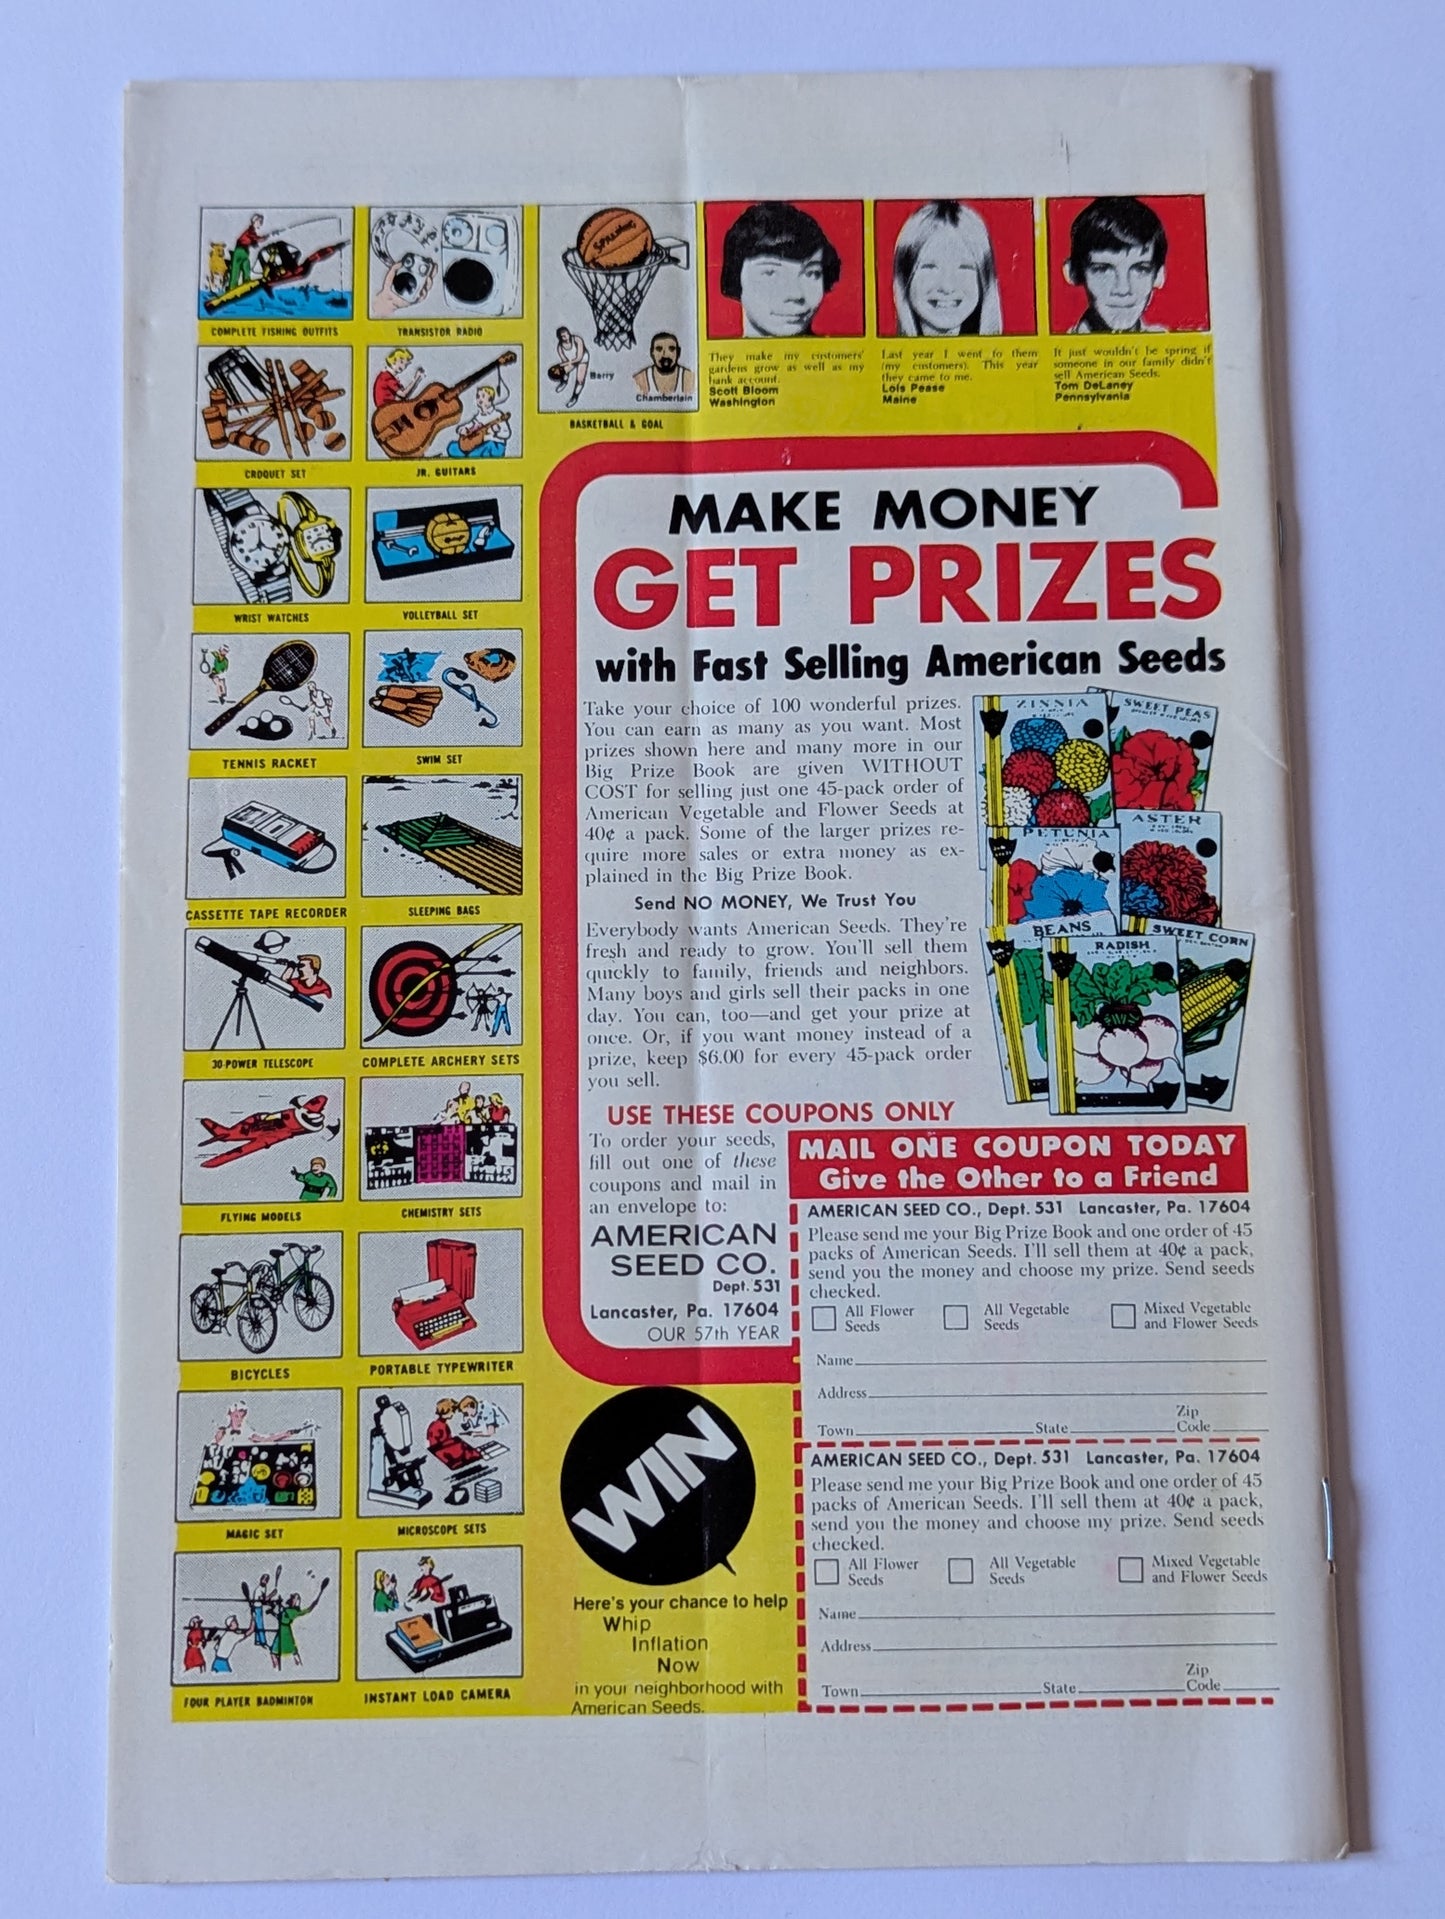 COMPLETE FISHING OUTFITS
TRANSISTOR RADIO
SPALDING
Barry
Chamberlain
BASKETBALL & GOAL
CROQUET SET
JR. GUITARS
WRIST WATCHES
VOLLEYBALL SET
TENNIS RACKET
SWIM SET
CASSETTE TAPE RECORDER
SLEEPING BAGS
30-POWER TELESCOPE
COMPLETE ARCHERY SETS
FLYING MODELS
CHEMISTRY SETS
BICYCLES
PORTABLE TYPEWRITER
MAGIC SET
MICROSCOPE SETS
FOUR PLAYER BADMINTON
INSTANT LOAD CAMERA
They make my customers'
gardens grow as well as my
bank account.
Scott Bloom
Washington
Last year I went to them
(my customers). This year
they came to me.
Lois Pease
Maine
It just wouldn't be spring if
someone in our family didn't
sell American Seeds.
Tom DeLaney
Pennsylvania
MAKE MONEY
GET PRIZES
with Fast Selling American Seeds
Take your choice of 100 wonderful prizes.
You can earn as many as you want. Most
prizes shown here and many more in our
Big Prize Book are given WITHOUT
COST for selling just one 45-pack order of
American Vegetable and Flower Seeds at
40¢ a pack. Some of the larger prizes re-
quire more sales or extra money as ex-
plained in the Big Prize Book.
Send NO MONEY, We Trust You
Everybody wants American Seeds. They're
fresh and ready to grow. You'll sell them
quickly to family, friends and neighbors.
Many boys and girls sell their packs in one
day. You can, too—and get your prize at
once. Or, if you want money instead of a
prize, keep $6.00 for every 45-pack order
you sell.
ZINNIA
SWEET PEAS
PETUNIA
ASTER
BEANS
RADISH
SWEET CORN
USE THESE COUPONS ONLY
To order your seeds,
fill out one of these
coupons and mail in
an envelope to:
AMERICAN
SEED CO.
Dept. 531
Lancaster, Pa. 17604
OUR 57th YEAR
MAIL ONE COUPON TODAY
Give the Other to a Friend
AMERICAN SEED CO., Dept. 531 Lancaster, Pa. 17604
Please send me your Big Prize Book and one order of 45
packs of American Seeds. I'll sell them at 40¢ a pack,
send you the money and choose my prize. Send seeds
checked.
All Flower
Seeds
All Vegetable
Seeds
Mixed Vegetable
and Flower Seeds
Name
Address
Town State Zip Code
AMERICAN SEED CO., Dept. 531 Lancaster, Pa. 17604
Please send me your Big Prize Book and one order of 45
packs of American Seeds. I'll sell them at 40¢ a pack,
send you the money and choose my prize. Send seeds
checked.
All Flower
Seeds
All Vegetable
Seeds
Mixed Vegetable
and Flower Seeds
Name
Address
Town State Zip Code
WIN
Here's your chance to help
Whip
Inflation
Now
in your neighborhood with
American Seeds.